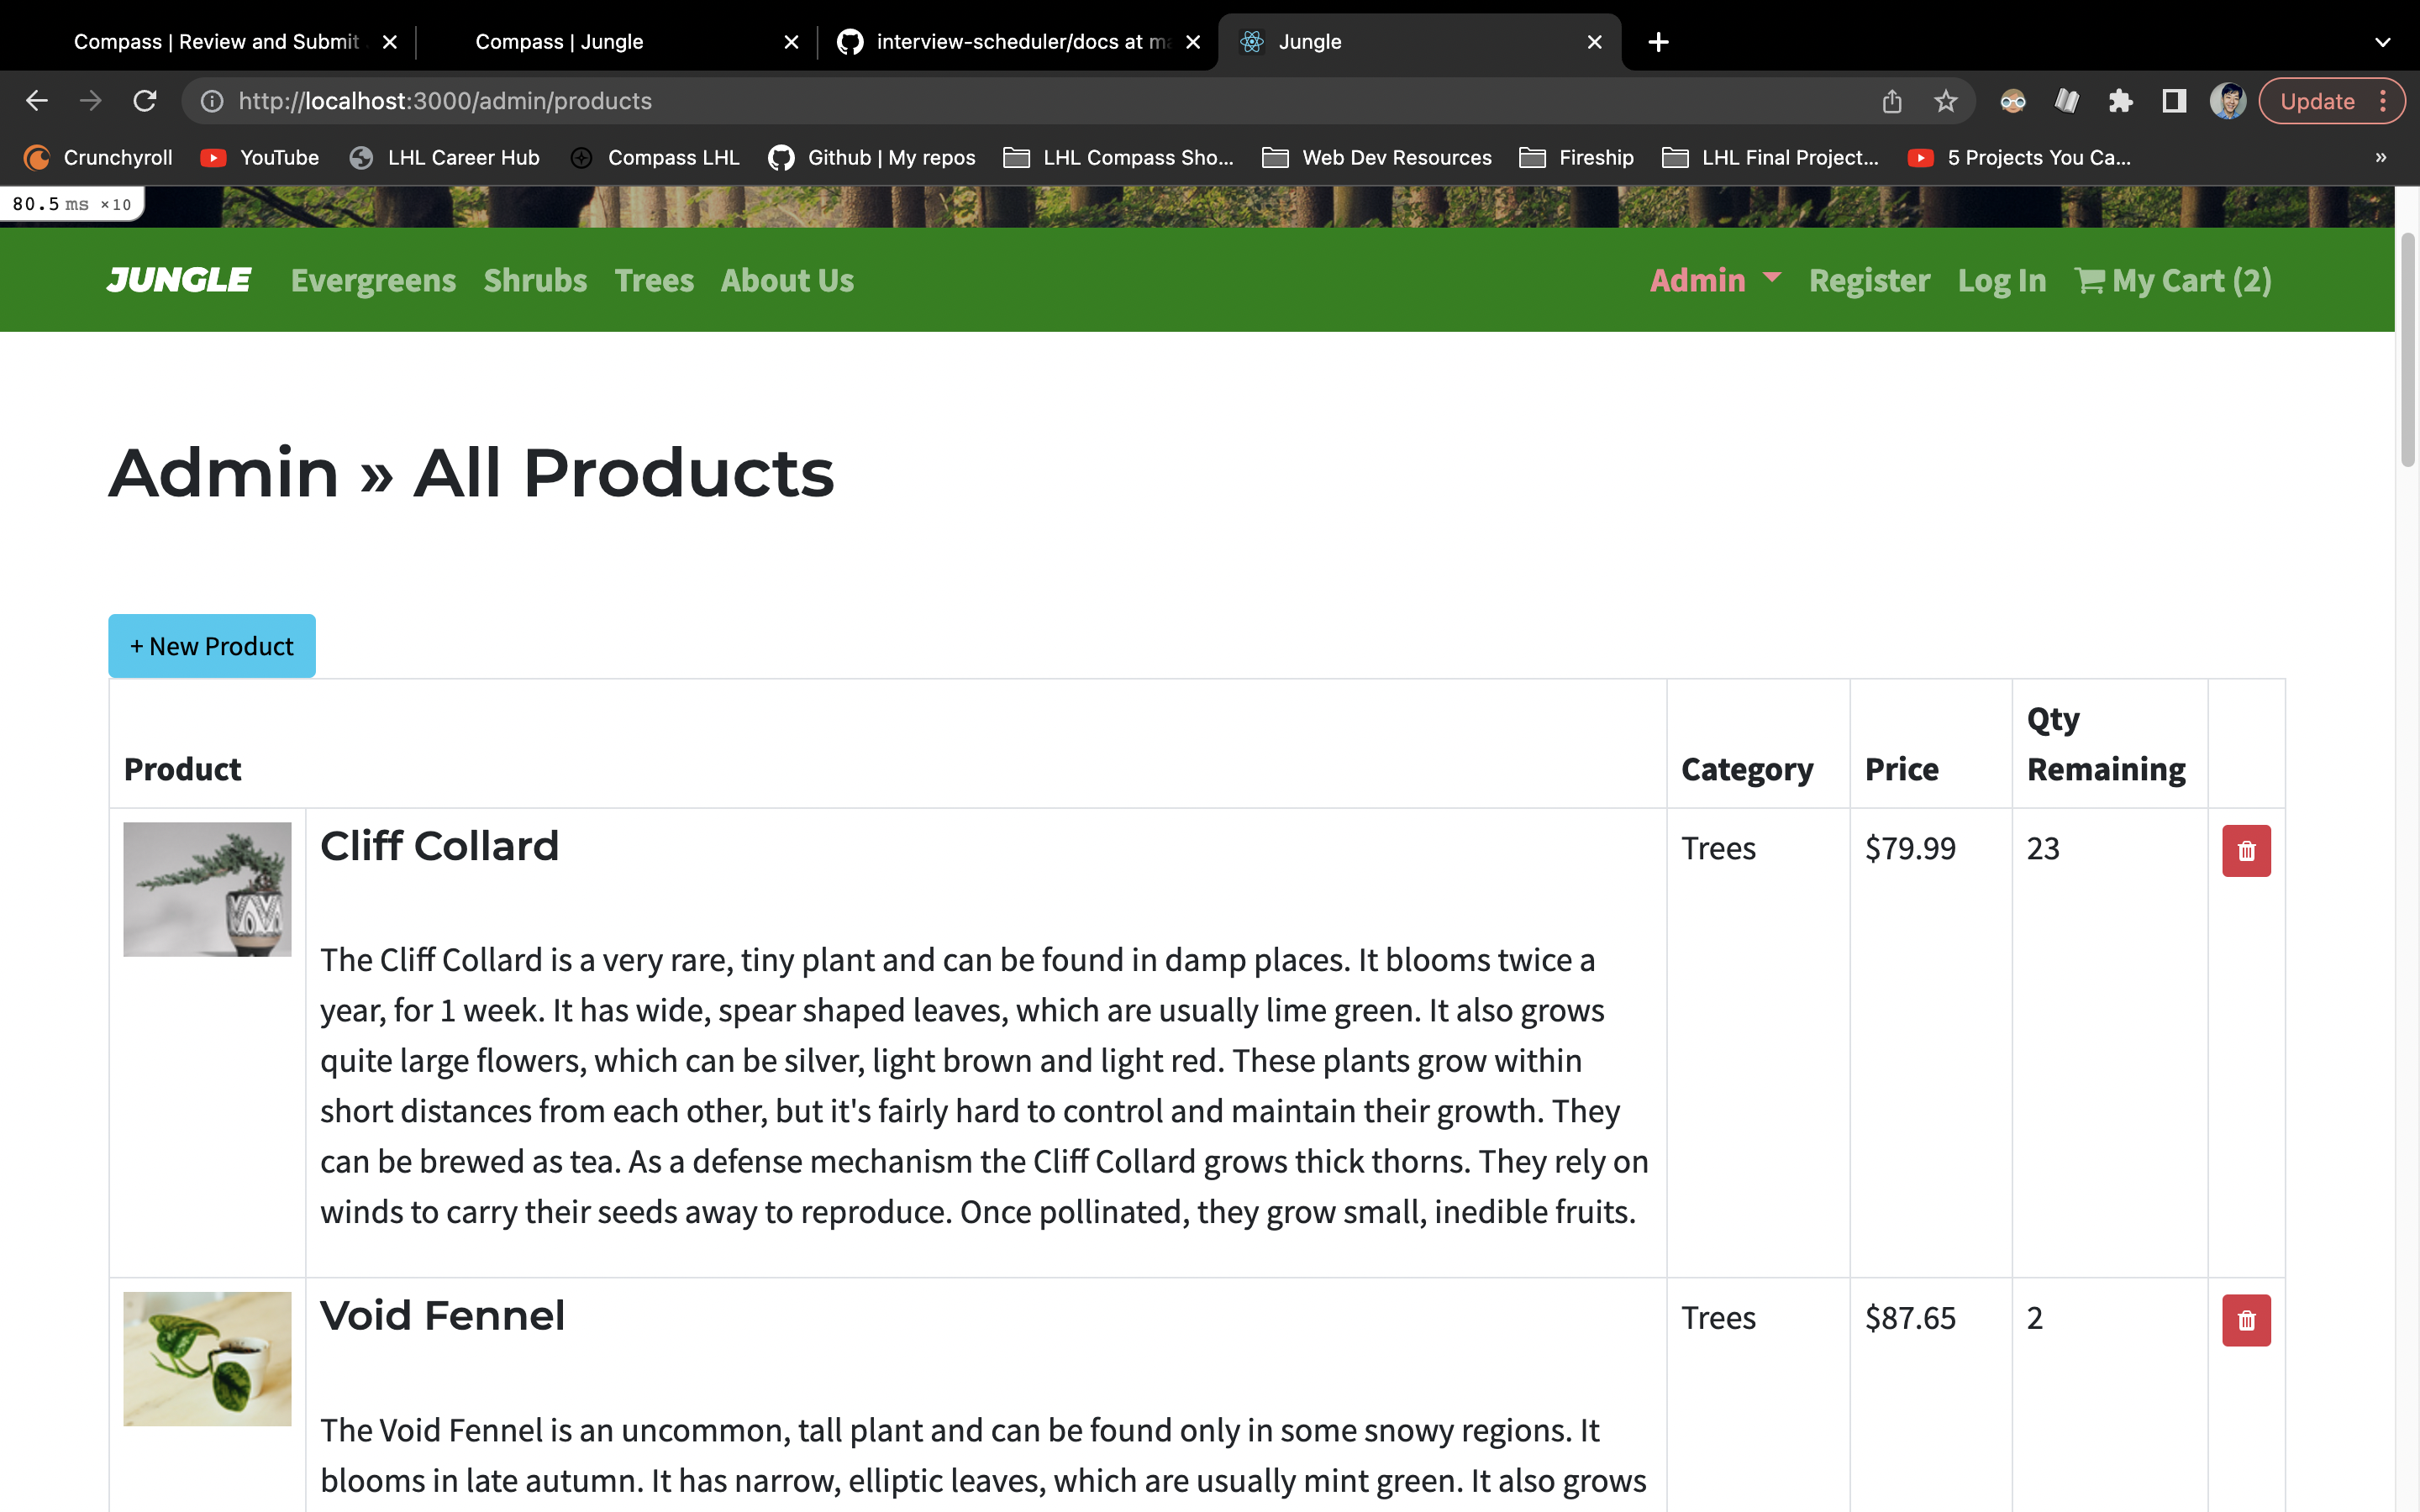 Compass | Review and Submit
Compass | Jungle
interview-scheduler/docs at ma
Jungle
http://localhost:3000/admin/products
Update
Crunchyroll
YouTube
LHL Career Hub
Compass LHL
Github | My repos
LHL Compass Sho...
Web Dev Resources
Fireship
LHL Final Project...
5 Projects You Ca...
»
80.5 ms ×10
JUNGLE Evergreens Shrubs Trees About Us Admin Register Log In My Cart (2)
Admin » All Products
+ New Product
Product
Category
Price
Qty
Remaining
Cliff Collard
Trees
$79.99
23
The Cliff Collard is a very rare, tiny plant and can be found in damp places. It blooms twice a
year, for 1 week. It has wide, spear shaped leaves, which are usually lime green. It also grows
quite large flowers, which can be silver, light brown and light red. These plants grow within
short distances from each other, but it's fairly hard to control and maintain their growth. They
can be brewed as tea. As a defense mechanism the Cliff Collard grows thick thorns. They rely on
winds to carry their seeds away to reproduce. Once pollinated, they grow small, inedible fruits.
Void Fennel
Trees
$87.65
2
The Void Fennel is an uncommon, tall plant and can be found only in some snowy regions. It
blooms in late autumn. It has narrow, elliptic leaves, which are usually mint green. It also grows